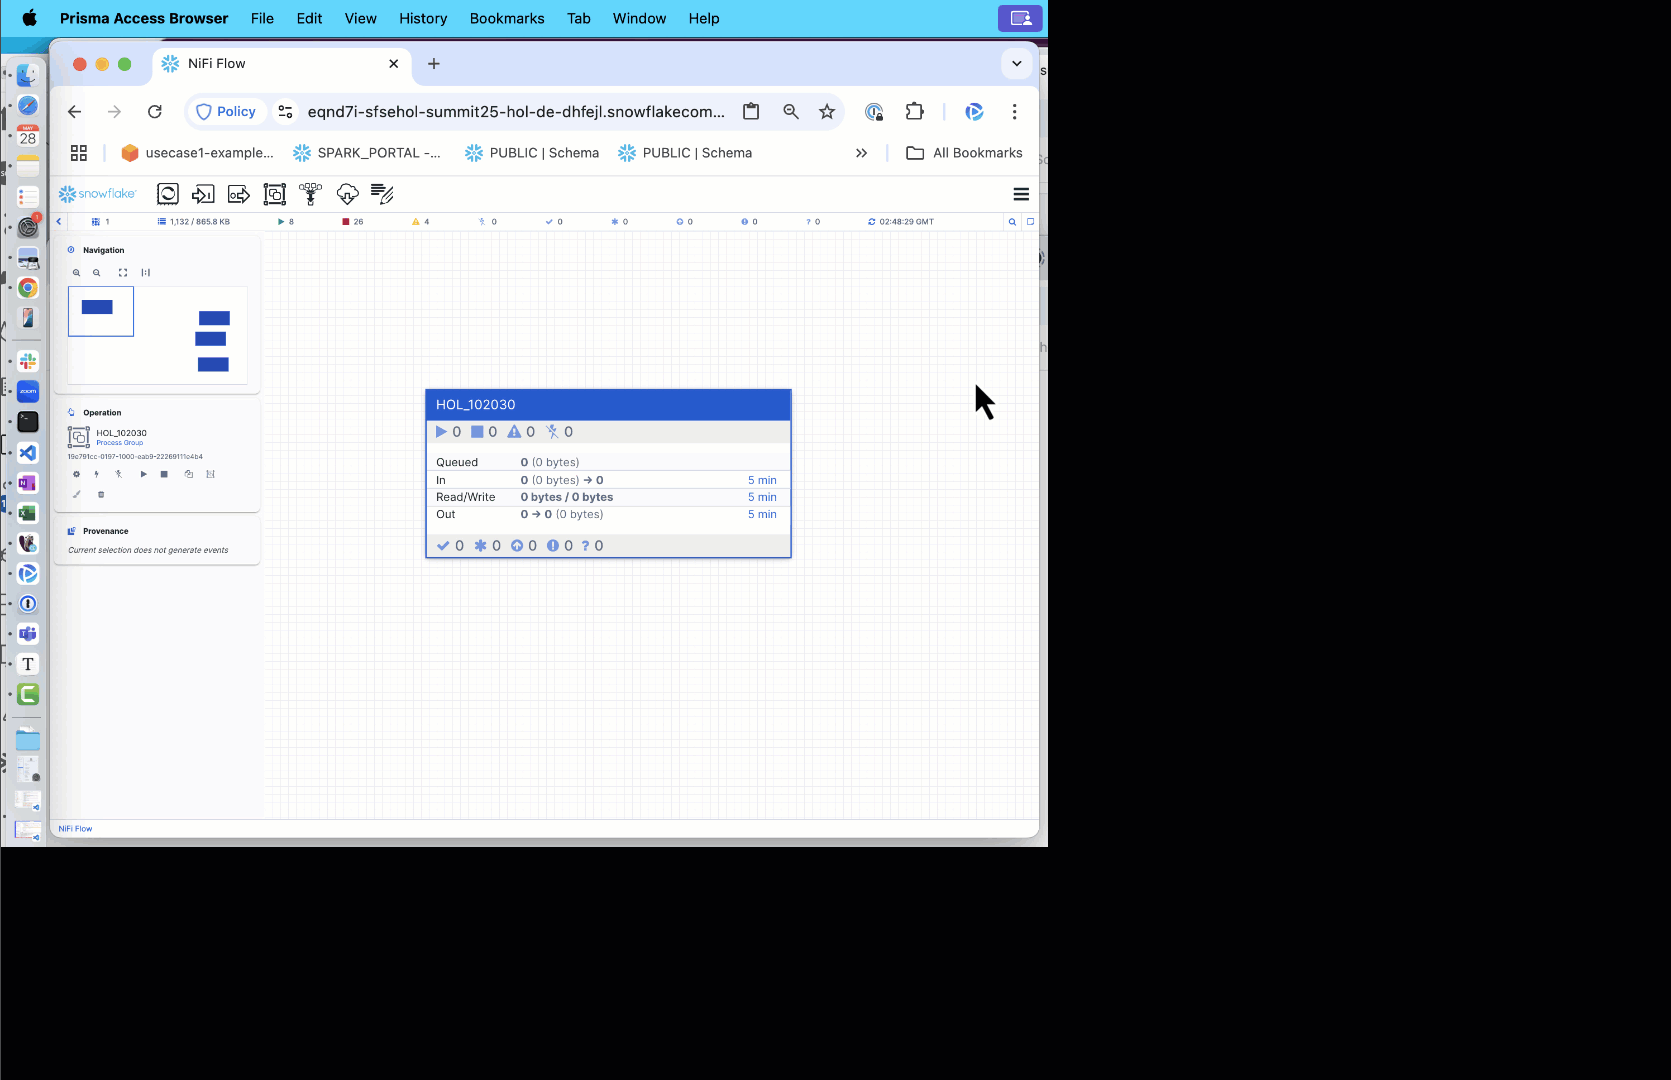 Prisma Access Browser File Edit View History Bookmarks Tab Window Help
NiFi Flow
Policy eqnd7i-sfsehol-summit25-hol-de-dhfejl.snowflakecom...
usecase1-example... SPARK_PORTAL -... PUBLIC | Schema PUBLIC | Schema All Bookmarks
snowflake
1 1,132 / 865.8 KB 8 26 4 0 0 0 0 0 0 02:48:29 GMT
Navigation
Operation
HOL_102030
Process Group
19c791cc-0197-1000-eab9-22269111e4b4
Provenance
Current selection does not generate events
HOL_102030
0 0 0 0
Queued 0 (0 bytes)
In 0 (0 bytes) → 0 5 min
Read/Write 0 bytes / 0 bytes 5 min
Out 0 → 0 (0 bytes) 5 min
0 0 0 0 ? 0
NiFi Flow
MAY
28
zoom
T